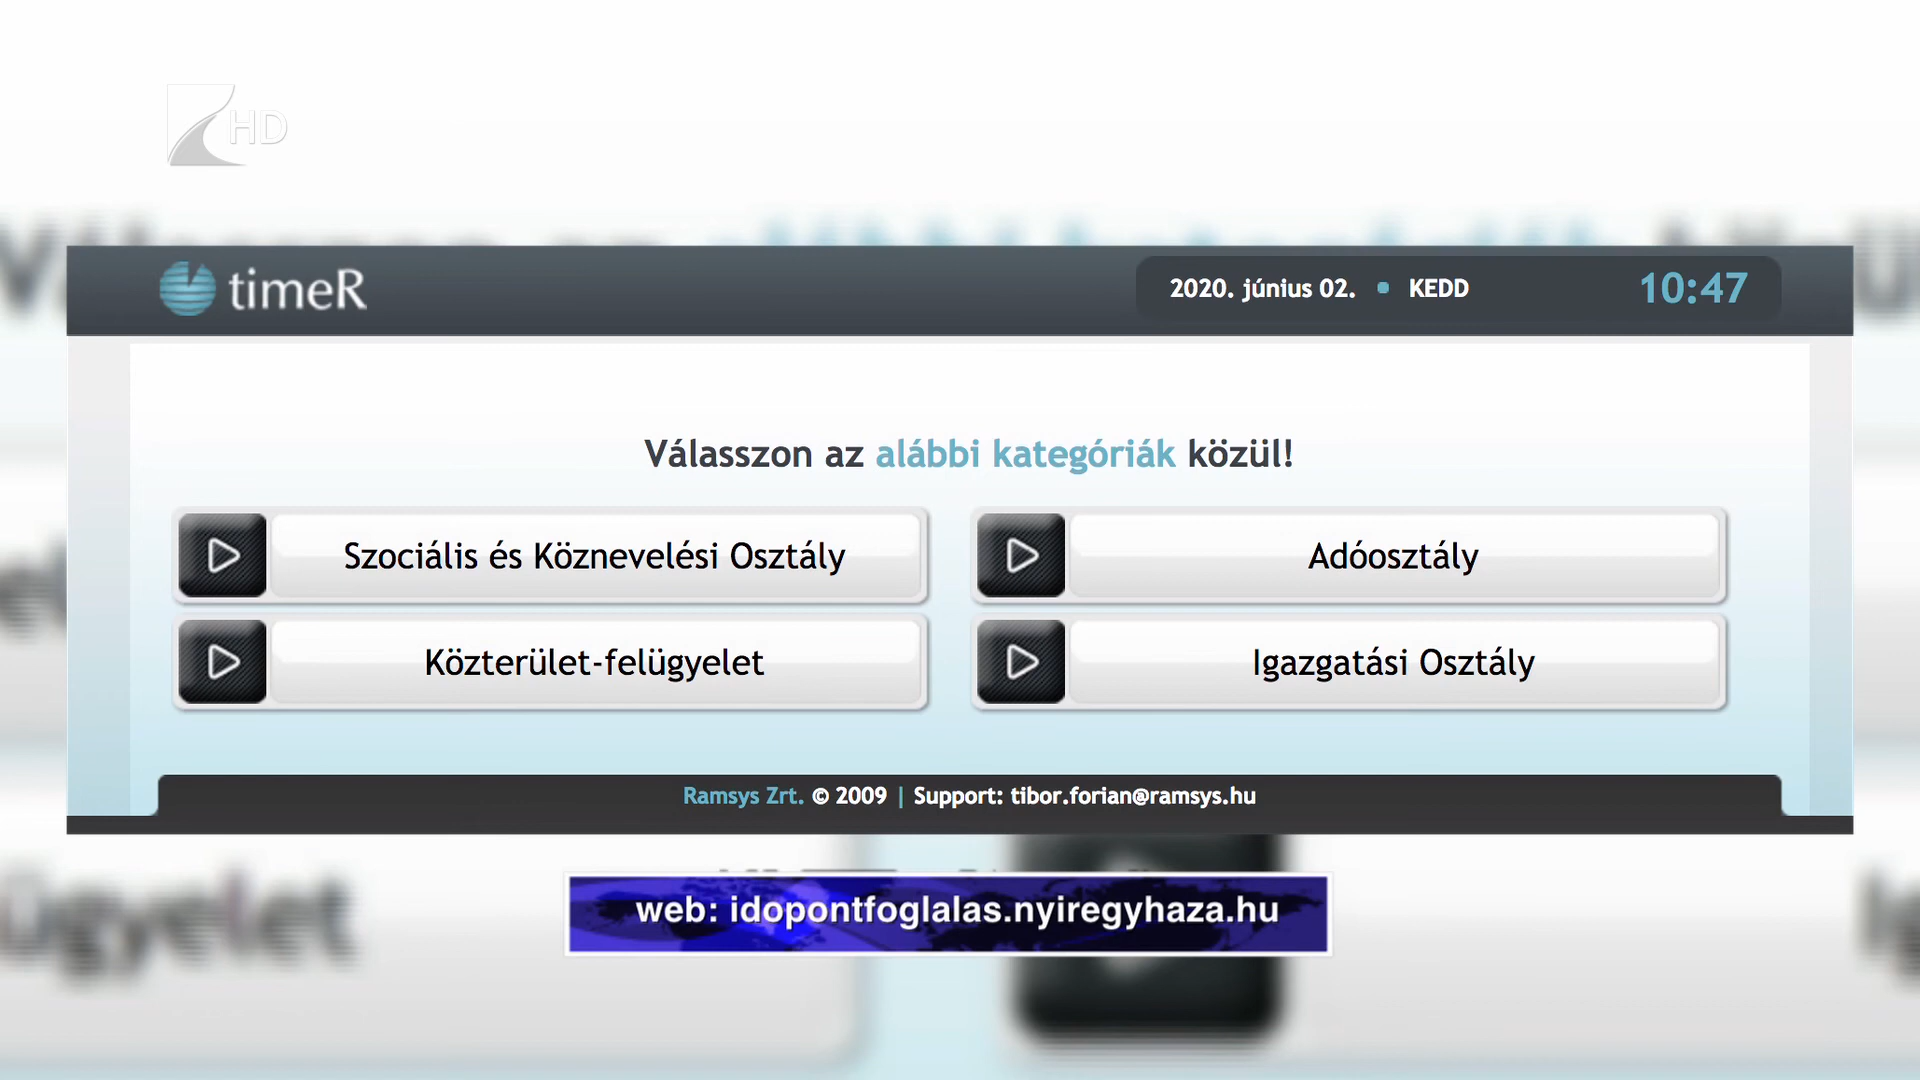 HD
timeR
2020. június 02. • KEDD 10:47
Válasszon az alábbi kategóriák közül!
Szociális és Köznevelési Osztály
Adóosztály
Közterület-felügyelet
Igazgatási Osztály
Ramsys Zrt. © 2009 | Support: tibor.forian@ramsys.hu
web: idopontfoglalas.nyiregyhaza.hu
ügyelet